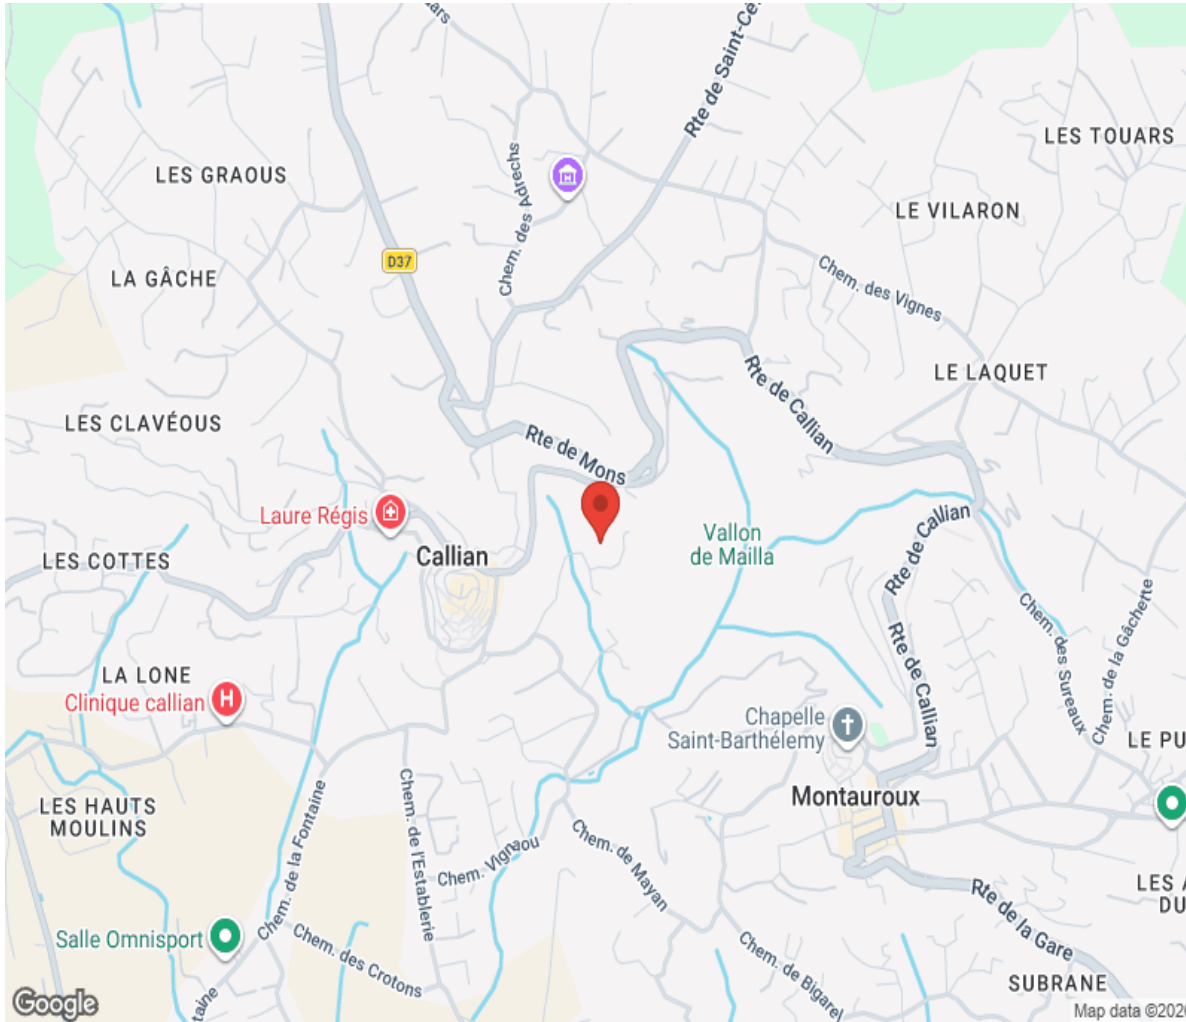 Rte de Saint-Cé
LES TOUARS
LES GRAOUS
Chem. des Adrechs
LE VILARON
D37
LA GÂCHE
Chem. des Vignes
LE LAQUET
Rte de Callian
LES CLAVÉOUS
Rte de Mons
Laure Régis
Rte de Callian
Vallon
de Mailla
LES COTTES
Callian
Chem. des Sureaux
Chem. de la Gâchette
Rte de Callian
LA LONE
Clinique callian
Chapelle
Saint-Barthélemy
LE PU
Montauroux
LES HAUTS
MOULINS
Chem. de la Fontaine
Chem. de l'Establerie
Chem. Vignaou
Chem. de Mayan
LES A
DU
Rte de la Gare
Salle Omnisport
Chem. des Crotons
Chem. de Bigarel
SUBRANE
taine
Google
Map data ©2026